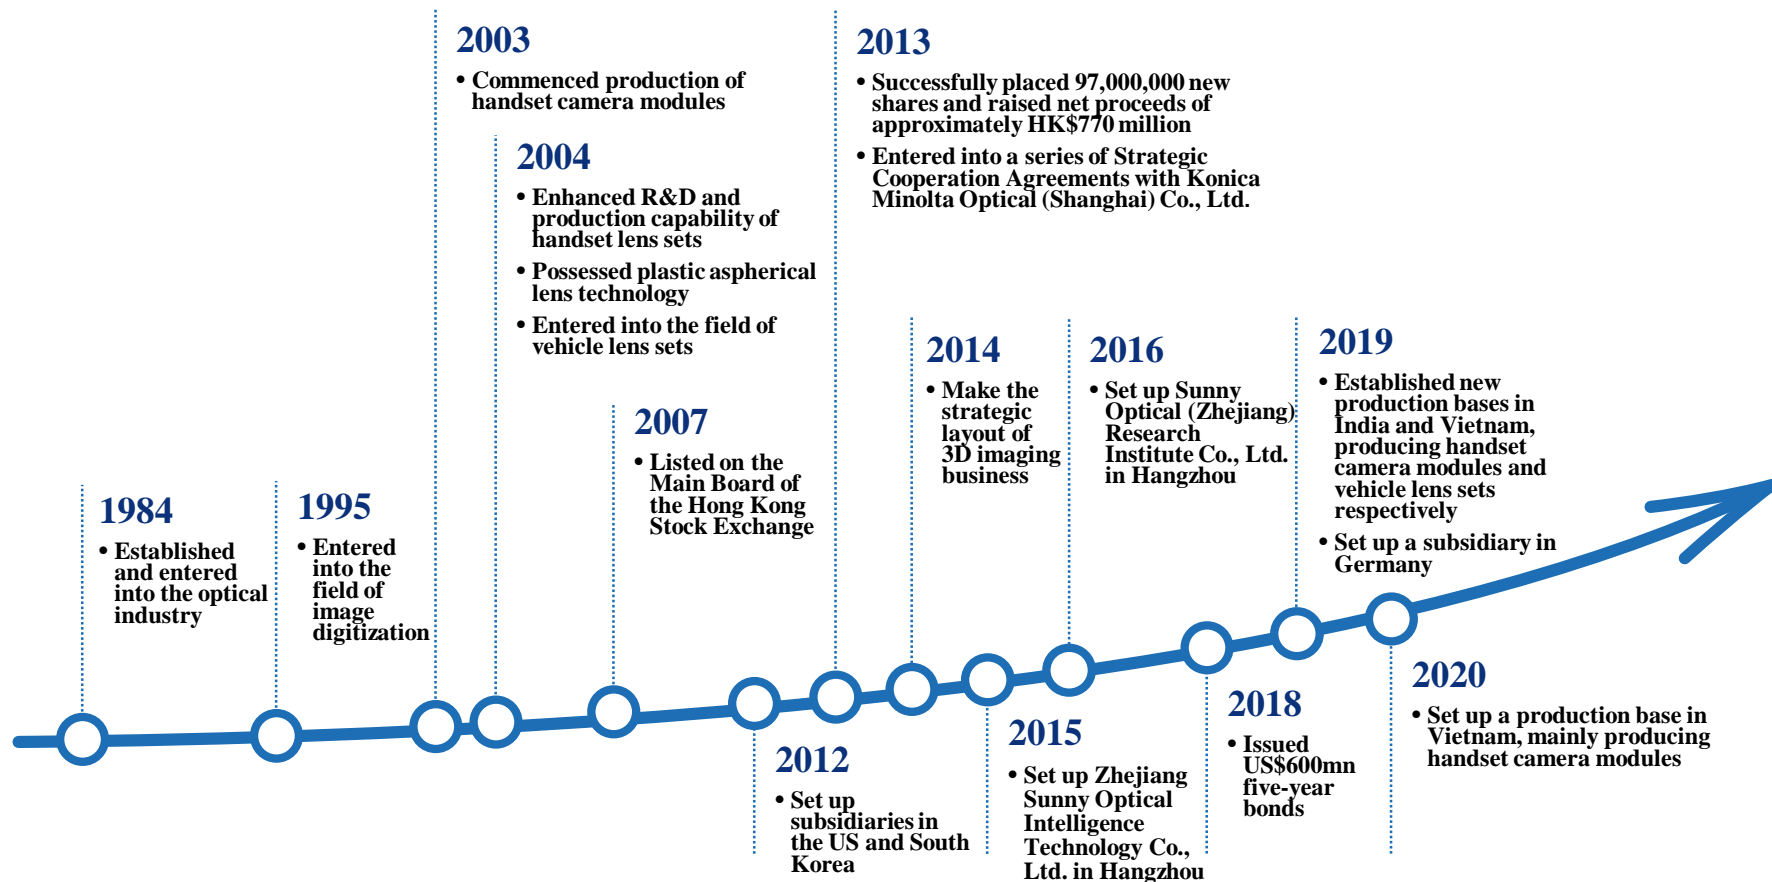 2003
• Commenced production of
handset camera modules
2013
• Successfully placed 97,000,000 new
shares and raised net proceeds of
approximately HK$770 million
• Entered into a series of Strategic
Cooperation Agreements with Konica
Minolta Optical (Shanghai) Co., Ltd.
2004
• Enhanced R&D and
production capability of
handset lens sets
• Possessed plastic aspherical
lens technology
• Entered into the field of
vehicle lens sets
2014
• Make the
strategic
layout of
3D imaging
business
2016
• Set up Sunny
Optical (Zhejiang)
Research
Institute Co., Ltd.
in Hangzhou
2019
• Established new
production bases in
India and Vietnam,
producing handset
camera modules and
vehicle lens sets
respectively
• Set up a subsidiary in
Germany
2007
• Listed on the
Main Board of
the Hong Kong
Stock Exchange
1984
• Established
and entered
into the optical
industry
1995
• Entered
into the
field of
image
digitization
2012
• Set up
subsidiaries in
the US and South
Korea
2015
• Set up Zhejiang
Sunny Optical
Intelligence
Technology Co.,
Ltd. in Hangzhou
2018
• Issued
US$600mn
five-year
bonds
2020
• Set up a production base in
Vietnam, mainly producing
handset camera modules